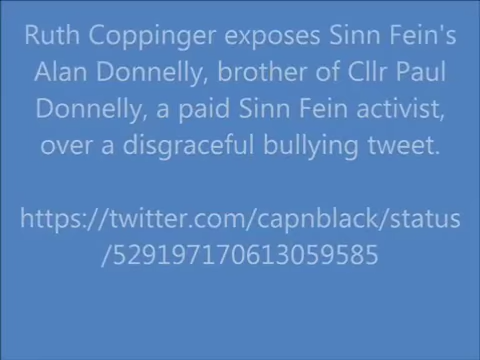 Ruth Coppinger exposes Sinn Fein's
Alan Donnelly, brother of Cllr Paul
Donnelly, a paid Sinn Fein activist,
over a disgraceful bullying tweet.
https://twitter.com/capnblack/status
/529197170613059585